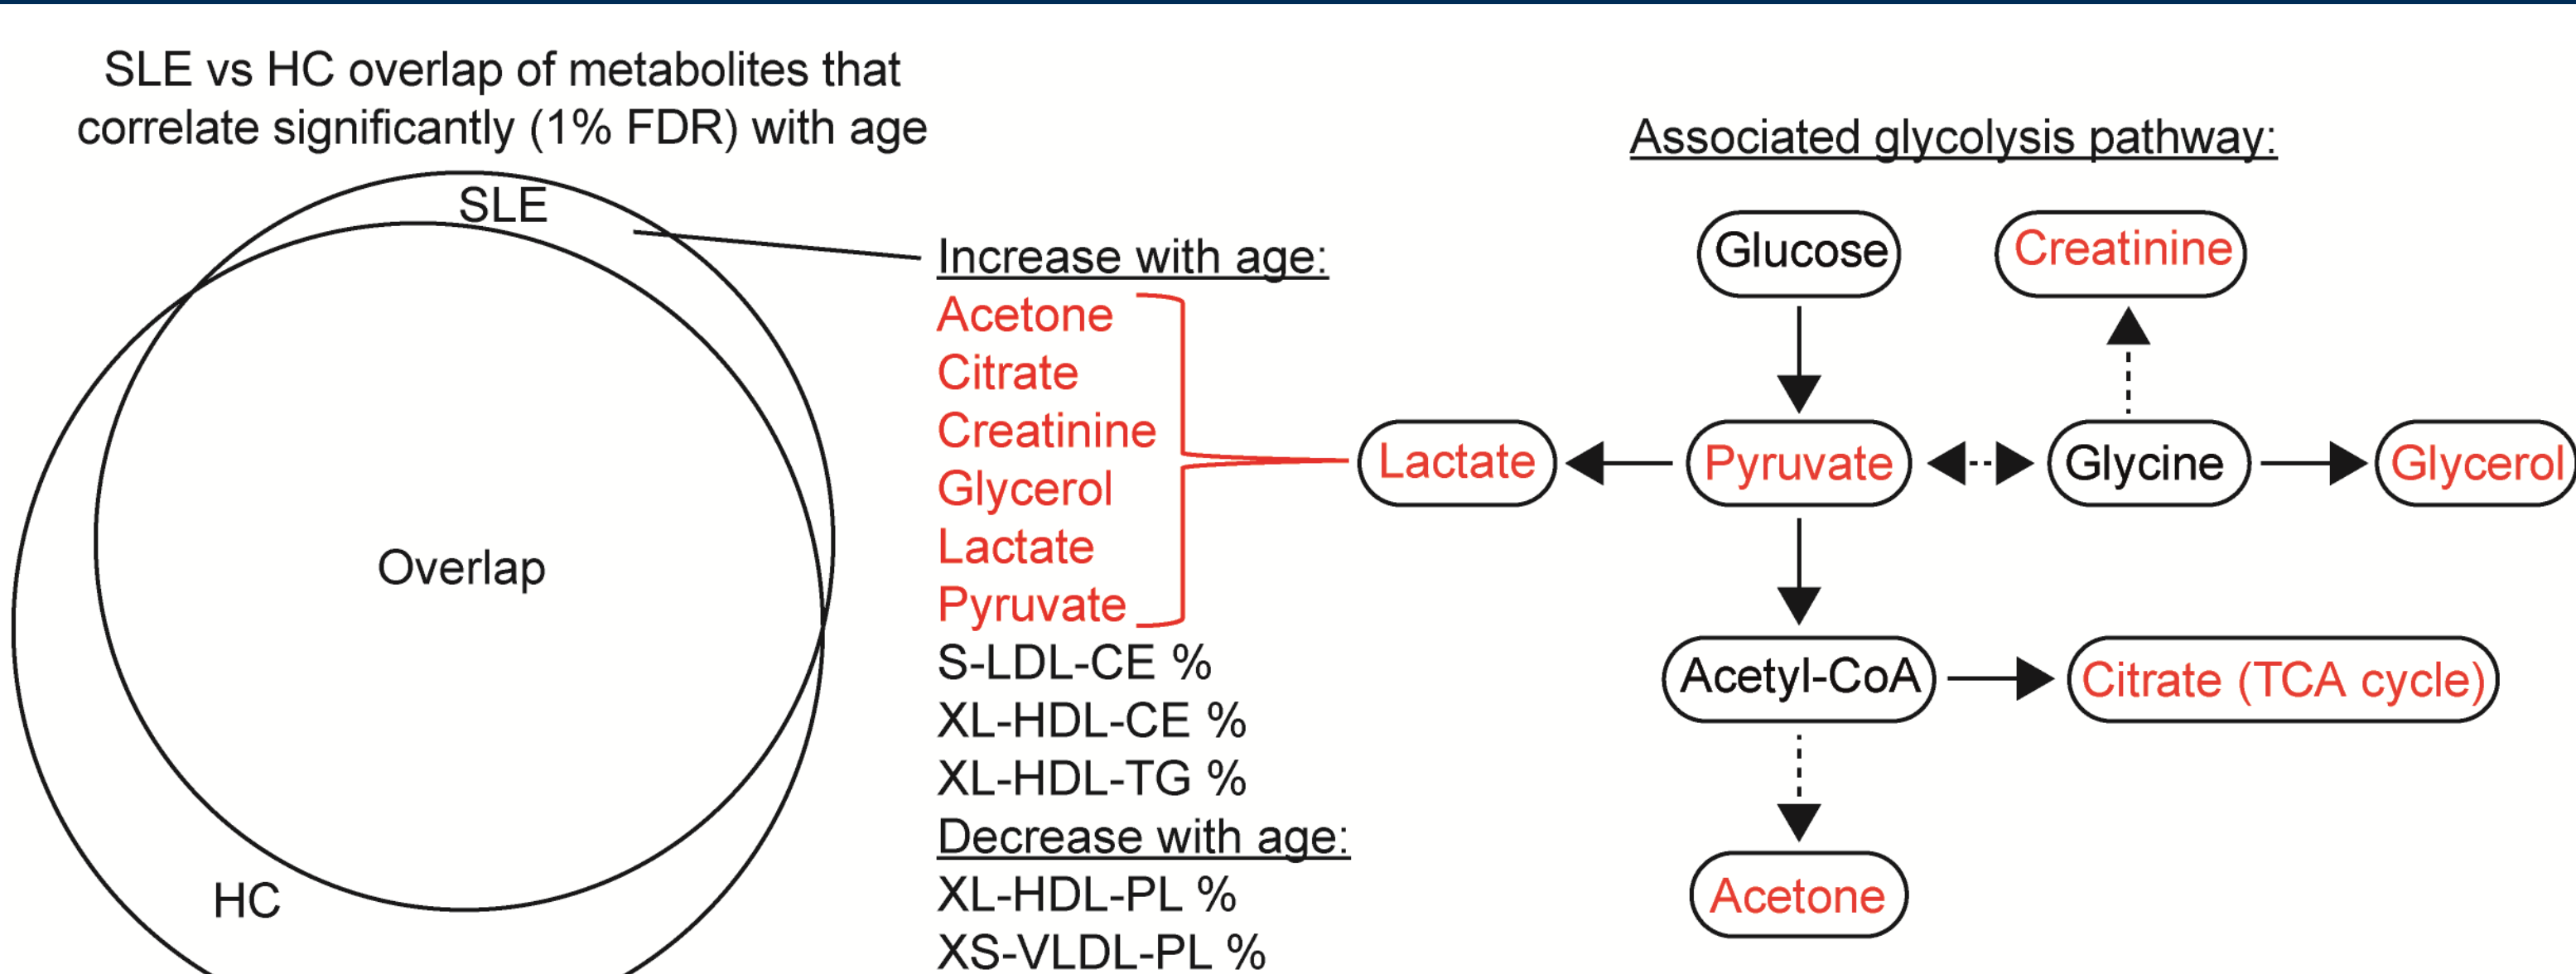 SLE vs HC overlap of metabolites that
correlate significantly (1% FDR) with age
SLE
Overlap
HC
Increase with age:
Acetone
Citrate
Creatinine
Glycerol
Lactate
Pyruvate
S-LDL-CE %
XL-HDL-CE %
XL-HDL-TG %
Decrease with age:
XL-HDL-PL %
XS-VLDL-PL %
Associated glycolysis pathway:
Glucose
Creatinine
Lactate
Pyruvate
Glycine
Glycerol
Acetyl-CoA
Citrate (TCA cycle)
Acetone